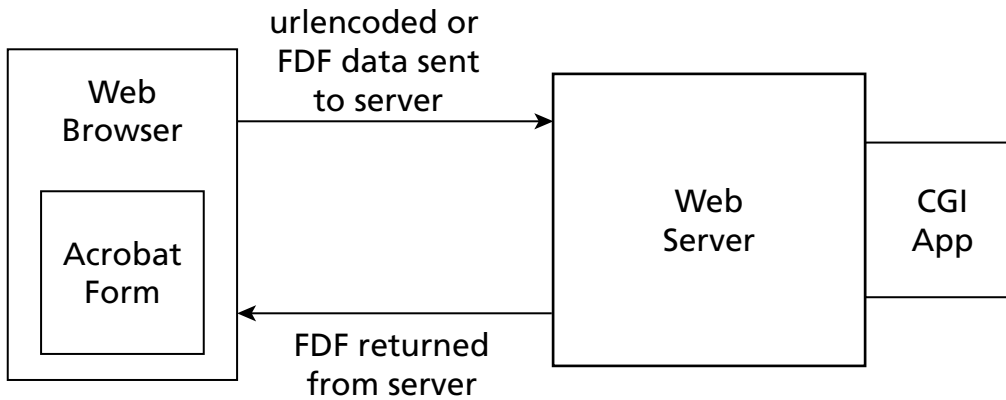 urlencoded or
FDF data sent
to server
Web
Browser
Acrobat
Form
Web
Server
CGI
App
FDF returned
from server